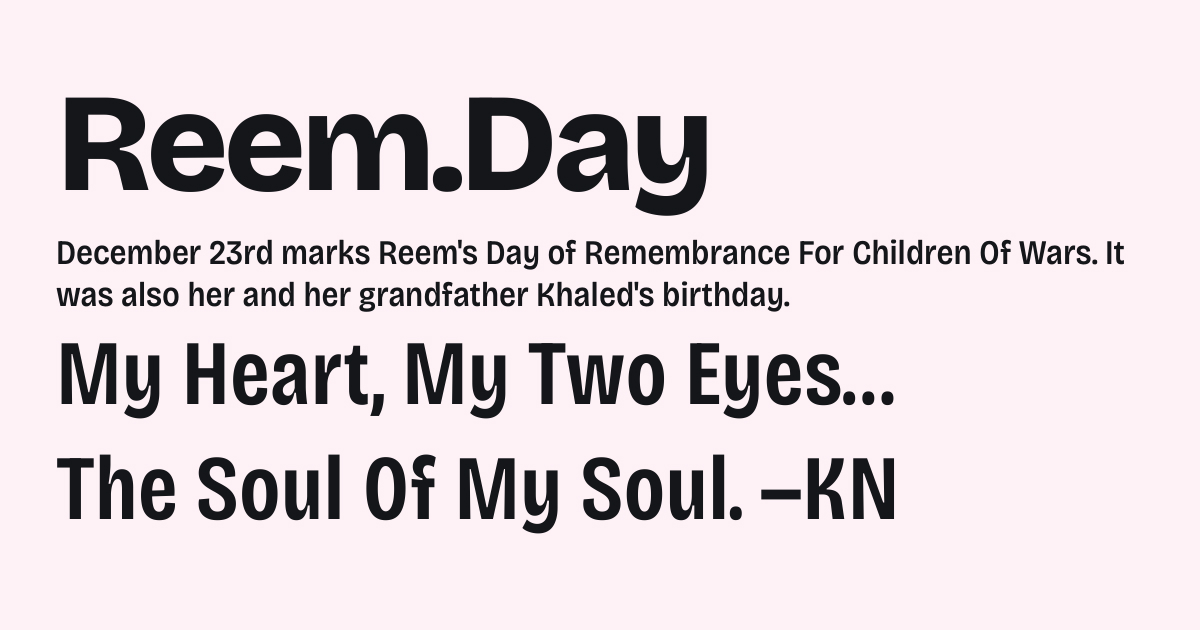 Reem.Day
December 23rd marks Reem's Day of Remembrance For Children Of Wars. It
was also her and her grandfather Khaled's birthday.
My Heart, My Two Eyes...
The Soul Of My Soul. –KN